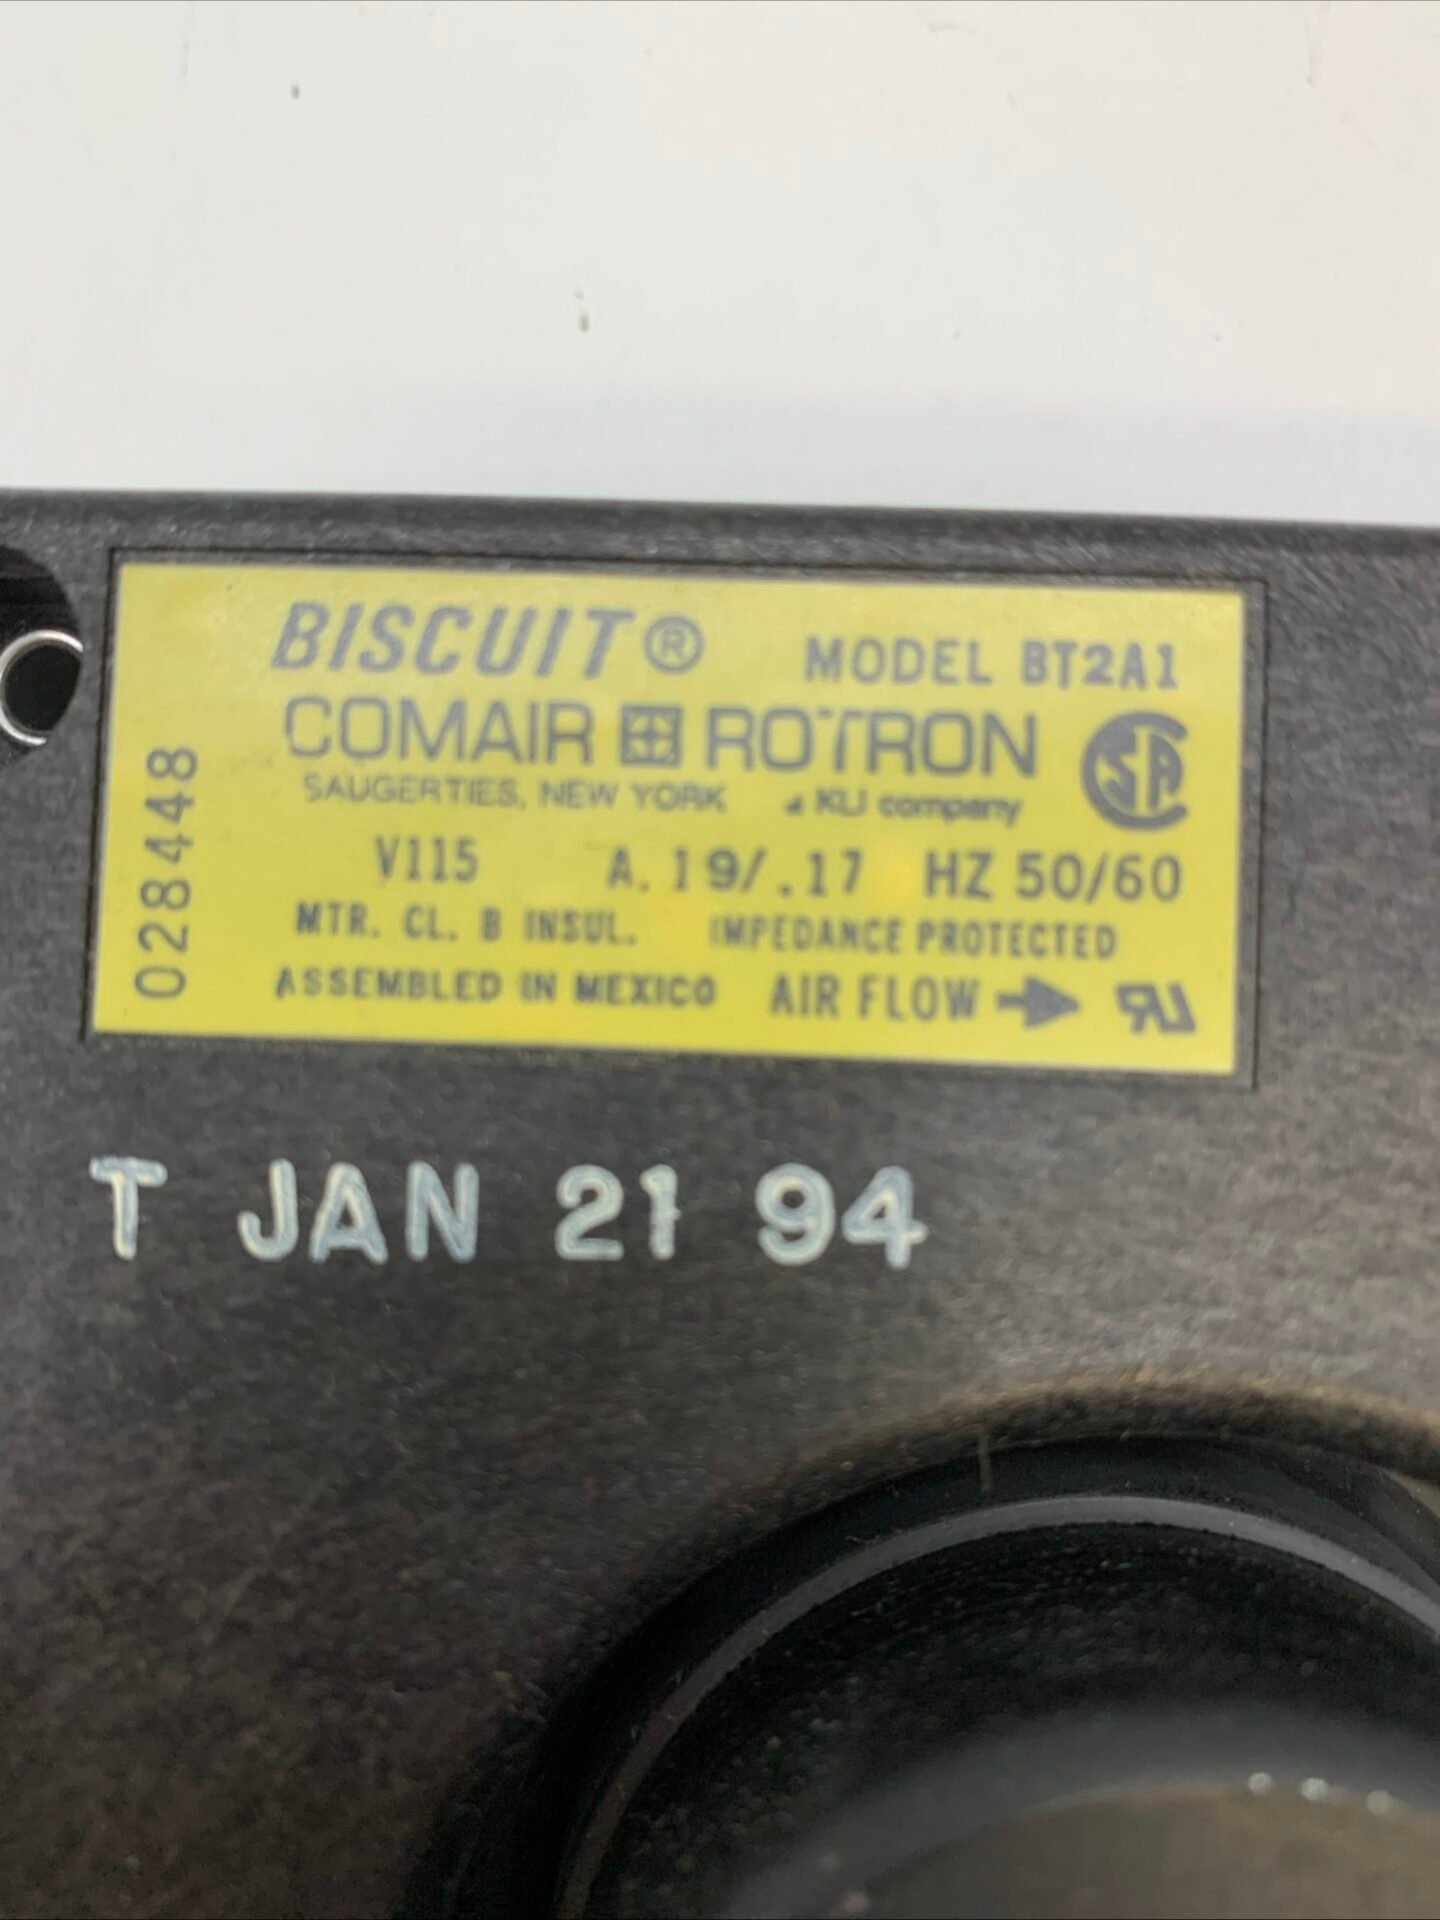 BISCUIT® MODEL BT2A1
COMAIR ROTRON
SAUGERTIES, NEW YORK a KLI company
V115 A. 19/.17 HZ 50/60
MTR. CL. B INSUL. IMPEDANCE PROTECTED
ASSEMBLED IN MEXICO AIR FLOW →
028448
T JAN 21 94